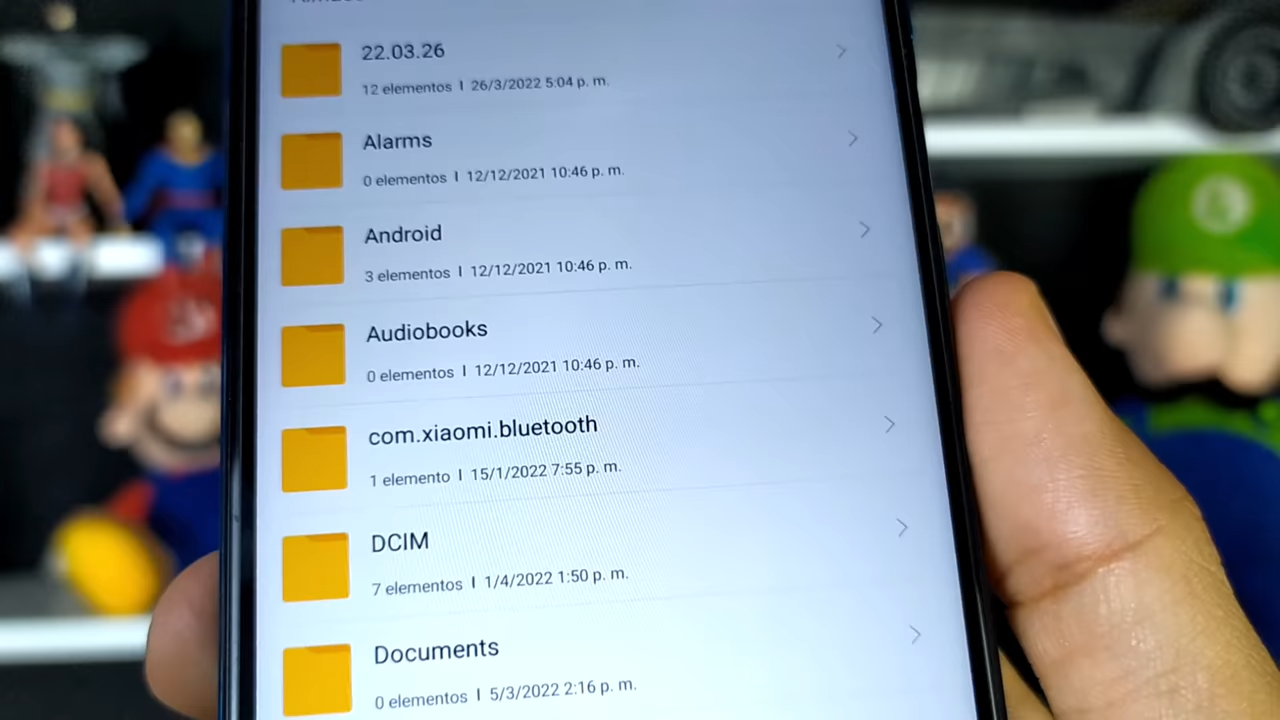 22.03.26
12 elementos | 26/3/2022 5:04 p. m.
Alarms
0 elementos | 12/12/2021 10:46 p. m.
Android
3 elementos | 12/12/2021 10:46 p. m.
Audiobooks
0 elementos | 12/12/2021 10:46 p. m.
com.xiaomi.bluetooth
1 elemento | 15/1/2022 7:55 p. m.
DCIM
7 elementos | 1/4/2022 1:50 p. m.
Documents
0 elementos | 5/3/2022 2:16 p. m.